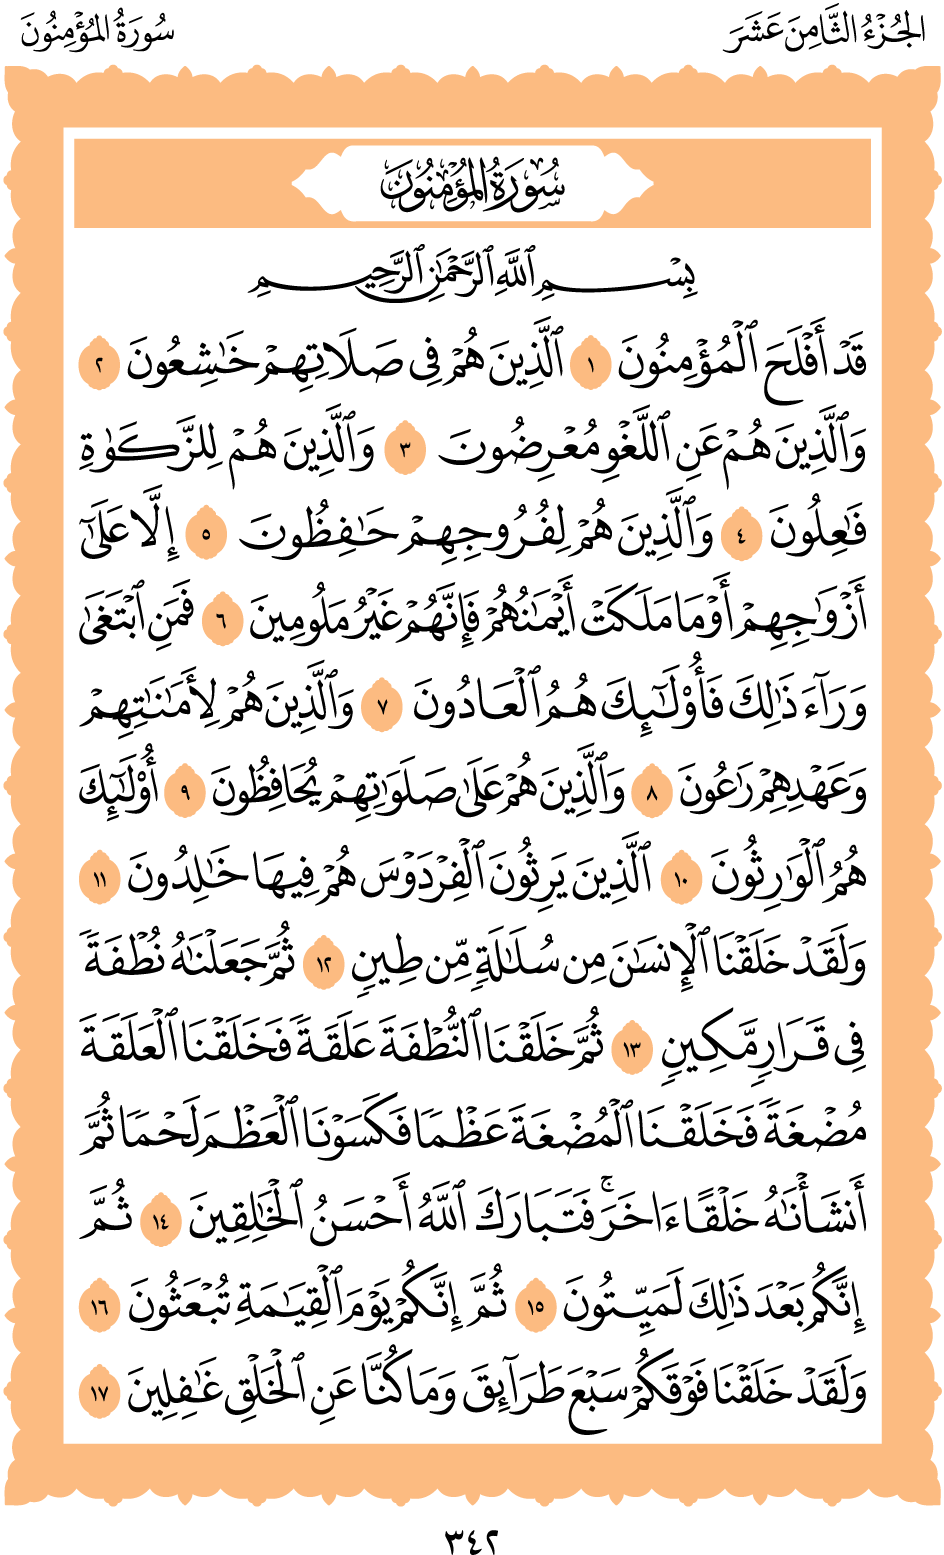 الجُزْءُ الثَّامِنَ عَشَرَ
سُورَةُ المُؤْمِنُونَ
سُورَةُ المُؤْمِنُونَ
بِسْمِ ٱللَّهِ ٱلرَّحْمَٰنِ ٱلرَّحِيمِ
قَدْ أَفْلَحَ ٱلْمُؤْمِنُونَ ١ ٱلَّذِينَ هُمْ فِى صَلَاتِهِمْ خَٰشِعُونَ ٢
وَٱلَّذِينَ هُمْ عَنِ ٱللَّغْوِ مُعْرِضُونَ ٣ وَٱلَّذِينَ هُمْ لِلزَّكَوٰةِ
فَٰعِلُونَ ٤ وَٱلَّذِينَ هُمْ لِفُرُوجِهِمْ حَٰفِظُونَ ٥ إِلَّا عَلَىٰٓ
أَزْوَٰجِهِمْ أَوْ مَا مَلَكَتْ أَيْمَٰنُهُمْ فَإِنَّهُمْ غَيْرُ مَلُومِينَ ٦ فَمَنِ ٱبْتَغَىٰ
وَرَآءَ ذَٰلِكَ فَأُوْلَٰٓئِكَ هُمُ ٱلْعَادُونَ ٧ وَٱلَّذِينَ هُمْ لِأَمَٰنَٰتِهِمْ
وَعَهْدِهِمْ رَٰعُونَ ٨ وَٱلَّذِينَ هُمْ عَلَىٰ صَلَوَٰتِهِمْ يُحَافِظُونَ ٩ أُوْلَٰٓئِكَ
هُمُ ٱلْوَٰرِثُونَ ١٠ ٱلَّذِينَ يَرِثُونَ ٱلْفِرْدَوْسَ هُمْ فِيهَا خَٰلِدُونَ ١١
وَلَقَدْ خَلَقْنَا ٱلْإِنسَٰنَ مِن سُلَٰلَةٍ مِّن طِينٍ ١٢ ثُمَّ جَعَلْنَٰهُ نُطْفَةً
فِى قَرَارٍ مَّكِينٍ ١٣ ثُمَّ خَلَقْنَا ٱلنُّطْفَةَ عَلَقَةً فَخَلَقْنَا ٱلْعَلَقَةَ
مُضْغَةً فَخَلَقْنَا ٱلْمُضْغَةَ عَظْمًا فَكَسَوْنَا ٱلْعَظْمَ لَحْمًا ثُمَّ
أَنشَأْنَٰهُ خَلْقًا ءَاخَرَ ۚ فَتَبَارَكَ ٱللَّهُ أَحْسَنُ ٱلْخَٰلِقِينَ ١٤ ثُمَّ
إِنَّكُم بَعْدَ ذَٰلِكَ لَمَيِّتُونَ ١٥ ثُمَّ إِنَّكُمْ يَوْمَ ٱلْقِيَٰمَةِ تُبْعَثُونَ ١٦
وَلَقَدْ خَلَقْنَا فَوْقَكُمْ سَبْعَ طَرَآئِقَ وَمَا كُنَّا عَنِ ٱلْخَلْقِ غَٰفِلِينَ ١٧
٣٤٢